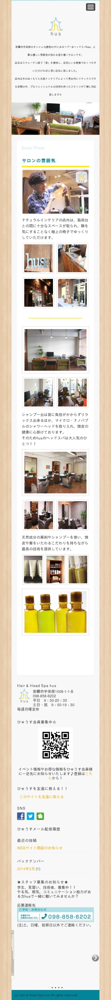 hus
那覇市宇栄原のオシャレな建物の1Fにあるヘアー&ヘッドスパhus。上
質な優しい雰囲気が流れる落ち着くサロンです。
店名はスウェーデン語で「家」を意味し、自宅にいる感覚でおくつろぎ
いただければと思い店名に致しました。
店内は木のぬくもりと北欧インテリアによって男女共にリラックスでき
る空間の中、プロフェッショナルの技術を持ったスタッフが丁寧に対応
致します☆
hus
Salon Photo
サロンの雰囲気
hus
ナチュラルインテリアの店内は、施術台
との間に十分なスペースが取られ、隣を
気にすることなく極上の椅子でゆっくり
していただけます。
hus
シャンプー台は首に負担がかからずリラ
ックス出来るほか、マイクロ・ナノバブ
ルのシャワーヘッドを取り入れ、頭皮の
健康に心掛けております。
そのためhusのヘッドスパは大人気のひ
とつ！！
天然成分の薬剤やシャンプーを使い、頭
皮や髪をいたわるこだわりを持ちながら
最高の技術を提供しています。
Hair & Head Spa hus
hus
那覇市宇栄原1008-1-1-B
098-858-6202
平日　9：30-20：00
土日・祝　9：00-19：30
毎週月曜定休
ひゅうす会員募集中☆
イベント情報やお得な情報をひゅうす会員様
に一足先にお知らせいたします♪登録はこち
らから！
ひゅうすを友達に教える！！
このサイトを友達に教える
SNS
ひゅうすメール配信履歴
最近の投稿
WEBサイト開設のお知らせ
バックナンバー
2014年2月 (1)
★スタッフ募集のお知らせ★
学生、見習い、技術者、募集中！！
やる気、根気、コミュニケーション能力があ
る方husで一緒に働いてみませんか？
応募連絡先
ご予約・お問合わせ
お電話での
お問合わせはこちら
098-858-6202
(注)土、日曜、祝祭日以外でご連絡ください。
(c) Hair & Head Spa hus All rights reserved